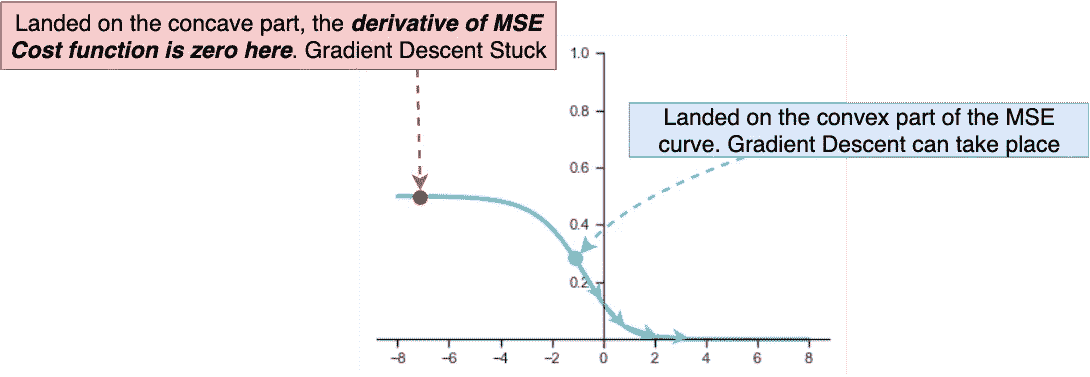 Landed on the concave part, the derivative of MSE
Cost function is zero here. Gradient Descent Stuck
1.0
0.8
Landed on the convex part of the MSE
curve. Gradient Descent can take place
0.6
0.4
0.2
-8 -6 -4 -2 0 2 4 6 8